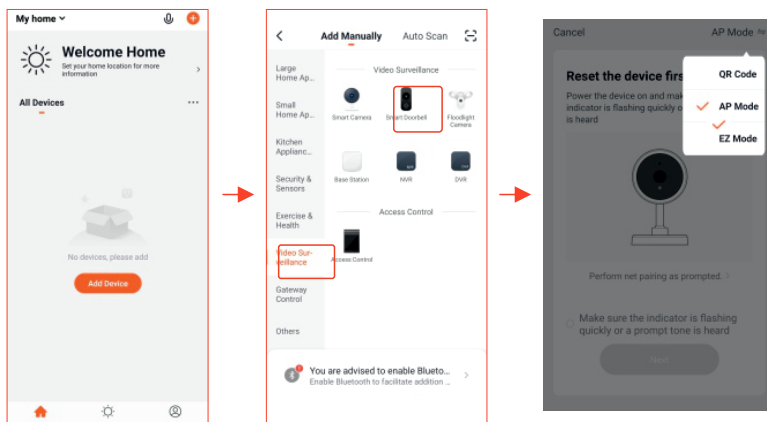 My home
Welcome Home
Set your home location for more
information
All Devices
No devices, please add
Add Device
Add Manually
Auto Scan
Large
Home Ap...
Small
Home Ap...
Kitchen
Applianc...
Security &
Sensors
Exercise &
Health
Video Sur-
veillance
Gateway
Control
Others
Video Surveillance
Smart Camera
Smart Doorbell
Floodlight
Camera
Base Station
NVR
DVR
Access Control
Access Control
You are advised to enable Blueto...
Enable Bluetooth to facilitate addition ...
Cancel
AP Mode
QR Code
AP Mode
EZ Mode
Reset the device firs
Power the device on and mak
indicator is flashing quickly o
is heard
Perform net pairing as prompted.
Make sure the indicator is flashing
quickly or a prompt tone is heard
Next